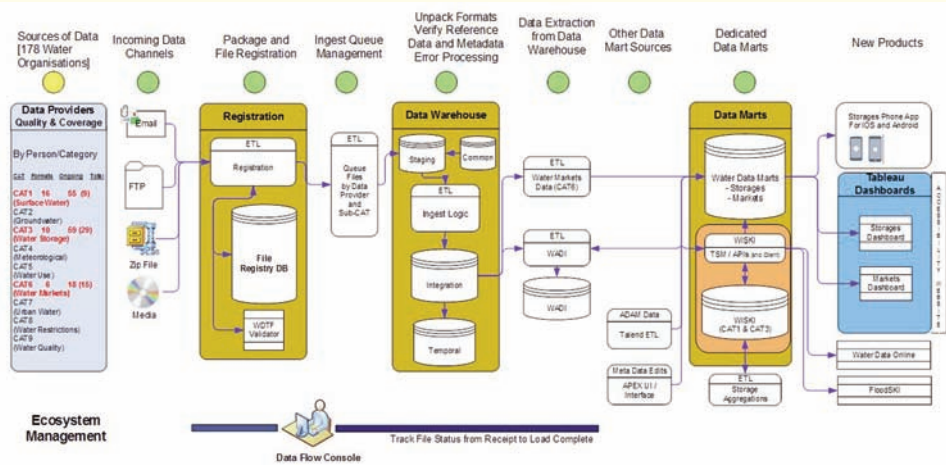 Sources of Data
[178 Water
Organisations]
Incoming Data
Channels
Package and
File Registration
Ingest Queue
Management
Unpack Formats
Verify Reference
Data and Metadata
Error Processing
Data Extraction
from Data
Warehouse
Other Data
Mart Sources
Dedicated
Data Marts
New Products
Data Providers
Quality & Coverage
By Person/Category
CAT1 16 55 (9)
(Surface Water)
CAT2
(Groundwater)
CAT3 10 59 (29)
(Water Storage)
CAT4
(Meteorological)
CAT5
(Water Use)
CAT6 6 18 (15)
(Water Markets)
CAT7
(Urban Water)
CAT8
(Water Restrictions)
CAT9
(Water Quality)
Email
FTP
Zip File
Media
Registration
ETL
Registration
File
Registry DB
WDTF
Validator
ETL
Queue
Files
by Data
Provider
and
Sub-CAT
Data Warehouse
Staging
Common
ETL
Ingest Logic
Integration
Temporal
ETL
Water Markets
Data (CAT6)
ETL
WADI
WADI
ADAM Data
Talend ETL
Meta Data Edits
APEX UI /
Interface
Data Marts
Water Data Marts
- Storages
- Markets
WISKI
TSM / APIs and Client
WISKI
(CAT1 & CAT3)
ETL
Storage
Aggregations
Storages Phone App
For IOS and Android
Tableau
Dashboards
Storages
Dashboard
Markets
Dashboard
Water Data Online
FloodSKI
Ecosystem
Management
Data Flow Console
Track File Status from Receipt to Load Complete